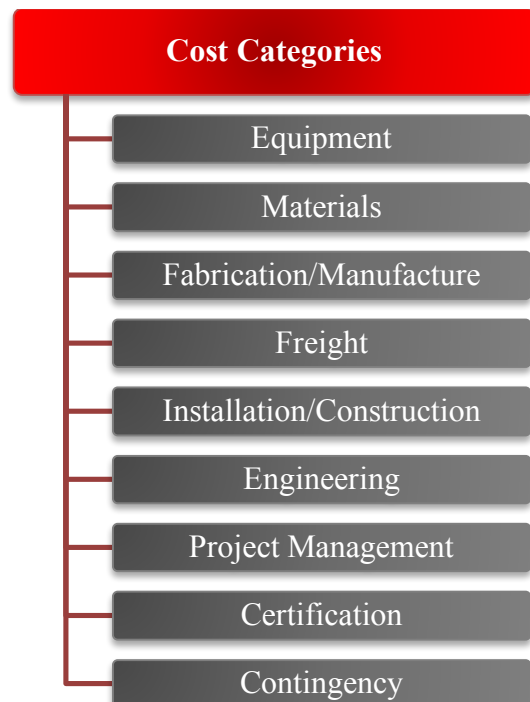 Cost Categories
Equipment
Materials
Fabrication/Manufacture
Freight
Installation/Construction
Engineering
Project Management
Certification
Contingency